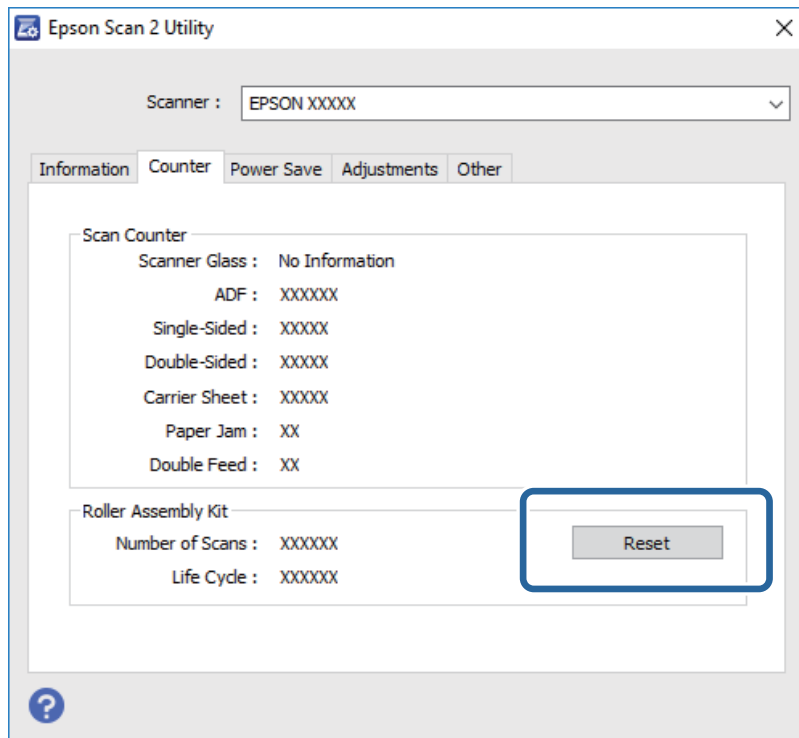 Epson Scan 2 Utility
Scanner : EPSON XXXXX
Information Counter Power Save Adjustments Other
Scan Counter
Scanner Glass : No Information
ADF : XXXXXX
Single-Sided : XXXXX
Double-Sided : XXXXX
Carrier Sheet : XXXXX
Paper Jam : XX
Double Feed : XX
Roller Assembly Kit
Number of Scans : XXXXXX Reset
Life Cycle : XXXXXX
?